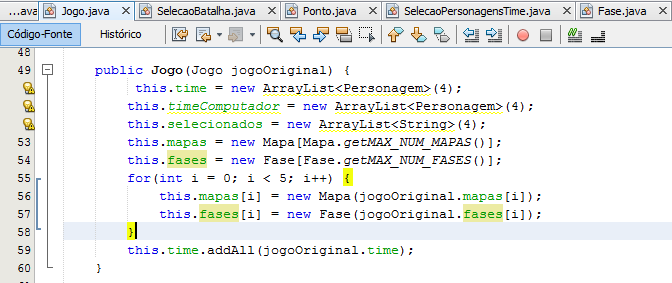 ...ava
Jogo.java
SelecaoBatalha.java
Ponto.java
SelecaoPersonagensTime.java
Fase.java
Código-Fonte
Histórico
48
49 public Jogo(Jogo jogoOriginal) {
this.time = new ArrayList<Personagem>(4);
this.timeComputador = new ArrayList<Personagem>(4);
this.selecionados = new ArrayList<String>(4);
53 this.mapas = new Mapa[Mapa.getMAX_NUM_MAPAS()];
54 this.fases = new Fase[Fase.getMAX_NUM_FASES()];
55 for(int i = 0; i < 5; i++) {
56 this.mapas[i] = new Mapa(jogoOriginal.mapas[i]);
57 this.fases[i] = new Fase(jogoOriginal.fases[i]);
58 }
59 this.time.addAll(jogoOriginal.time);
60 }